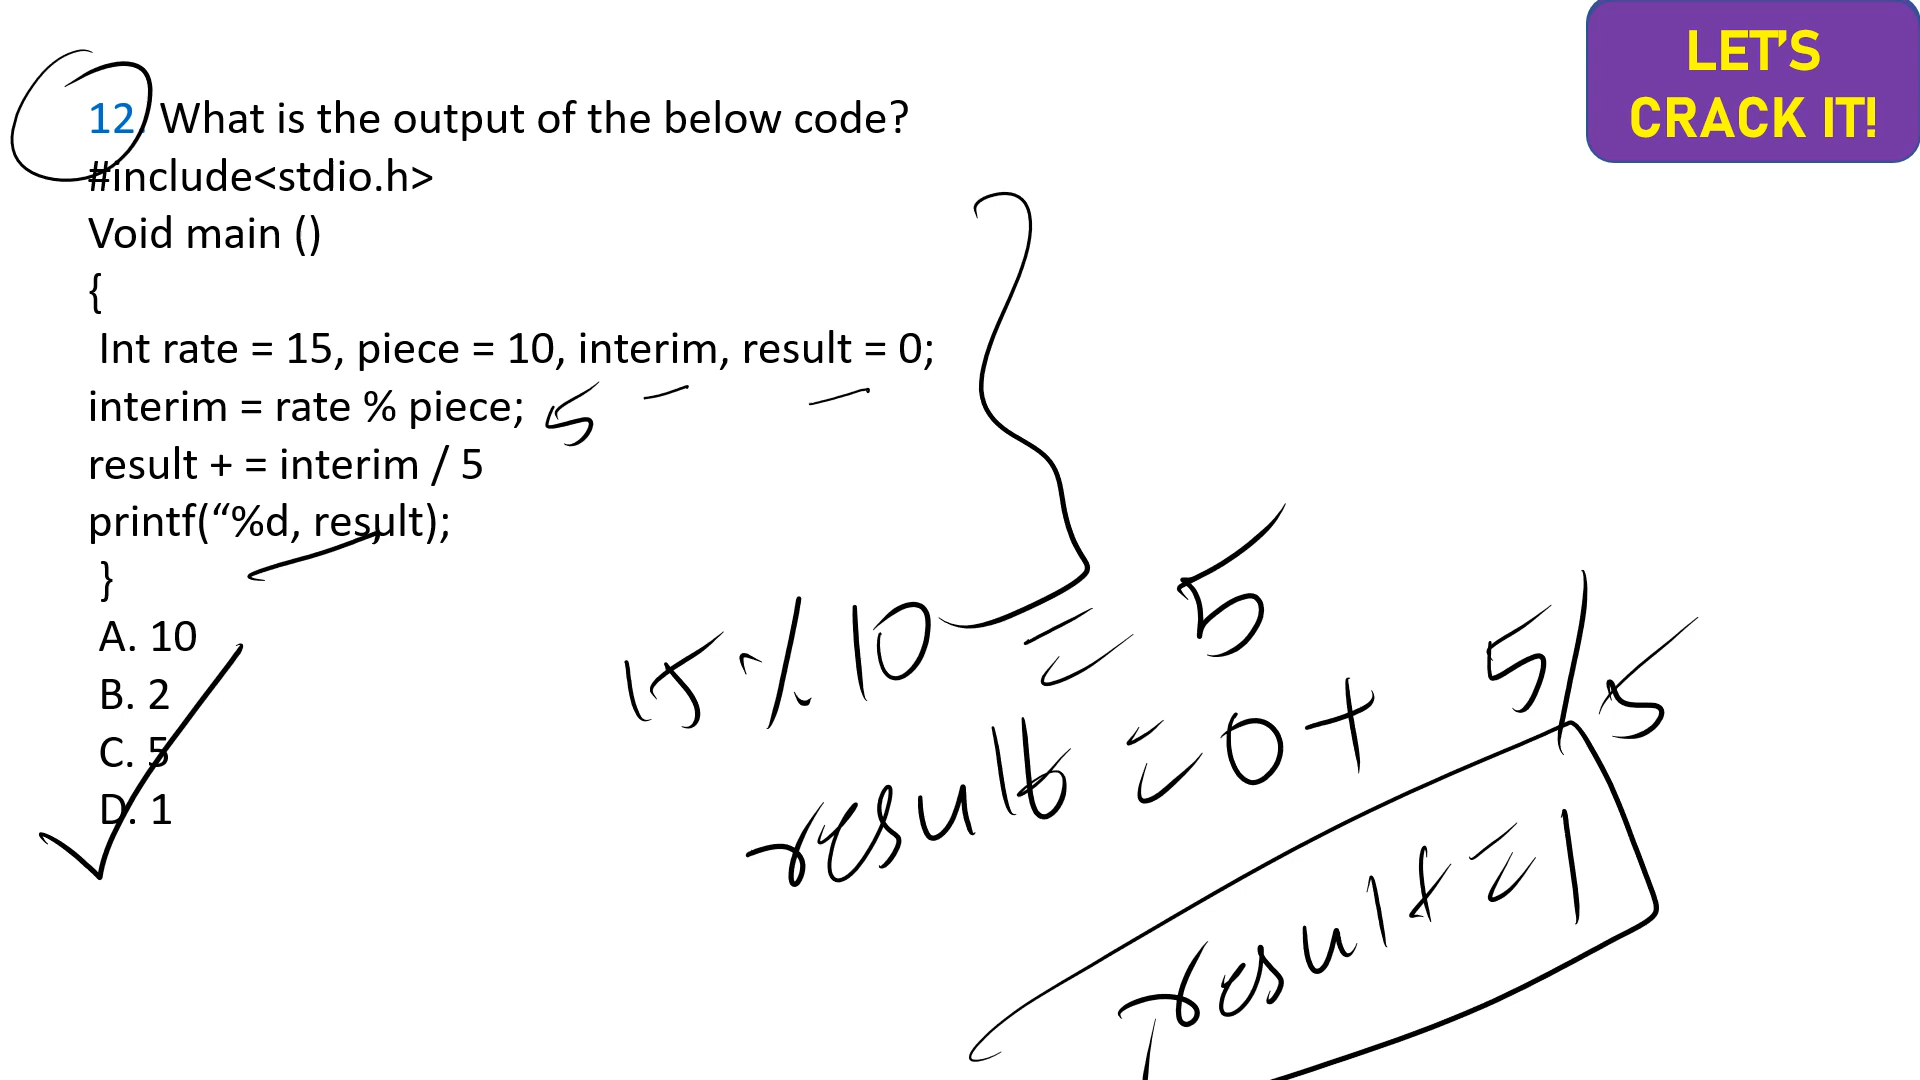 LET'S
CRACK IT!
12. What is the output of the below code?
#include<stdio.h>
Void main ()
{
Int rate = 15, piece = 10, interim, result = 0;
interim = rate % piece; 5
result + = interim / 5
printf(“%d, result);
}
A. 10
B. 2
C. 5
D. 1
15 % 10 = 5
result = 0 + 5/5
result = 1